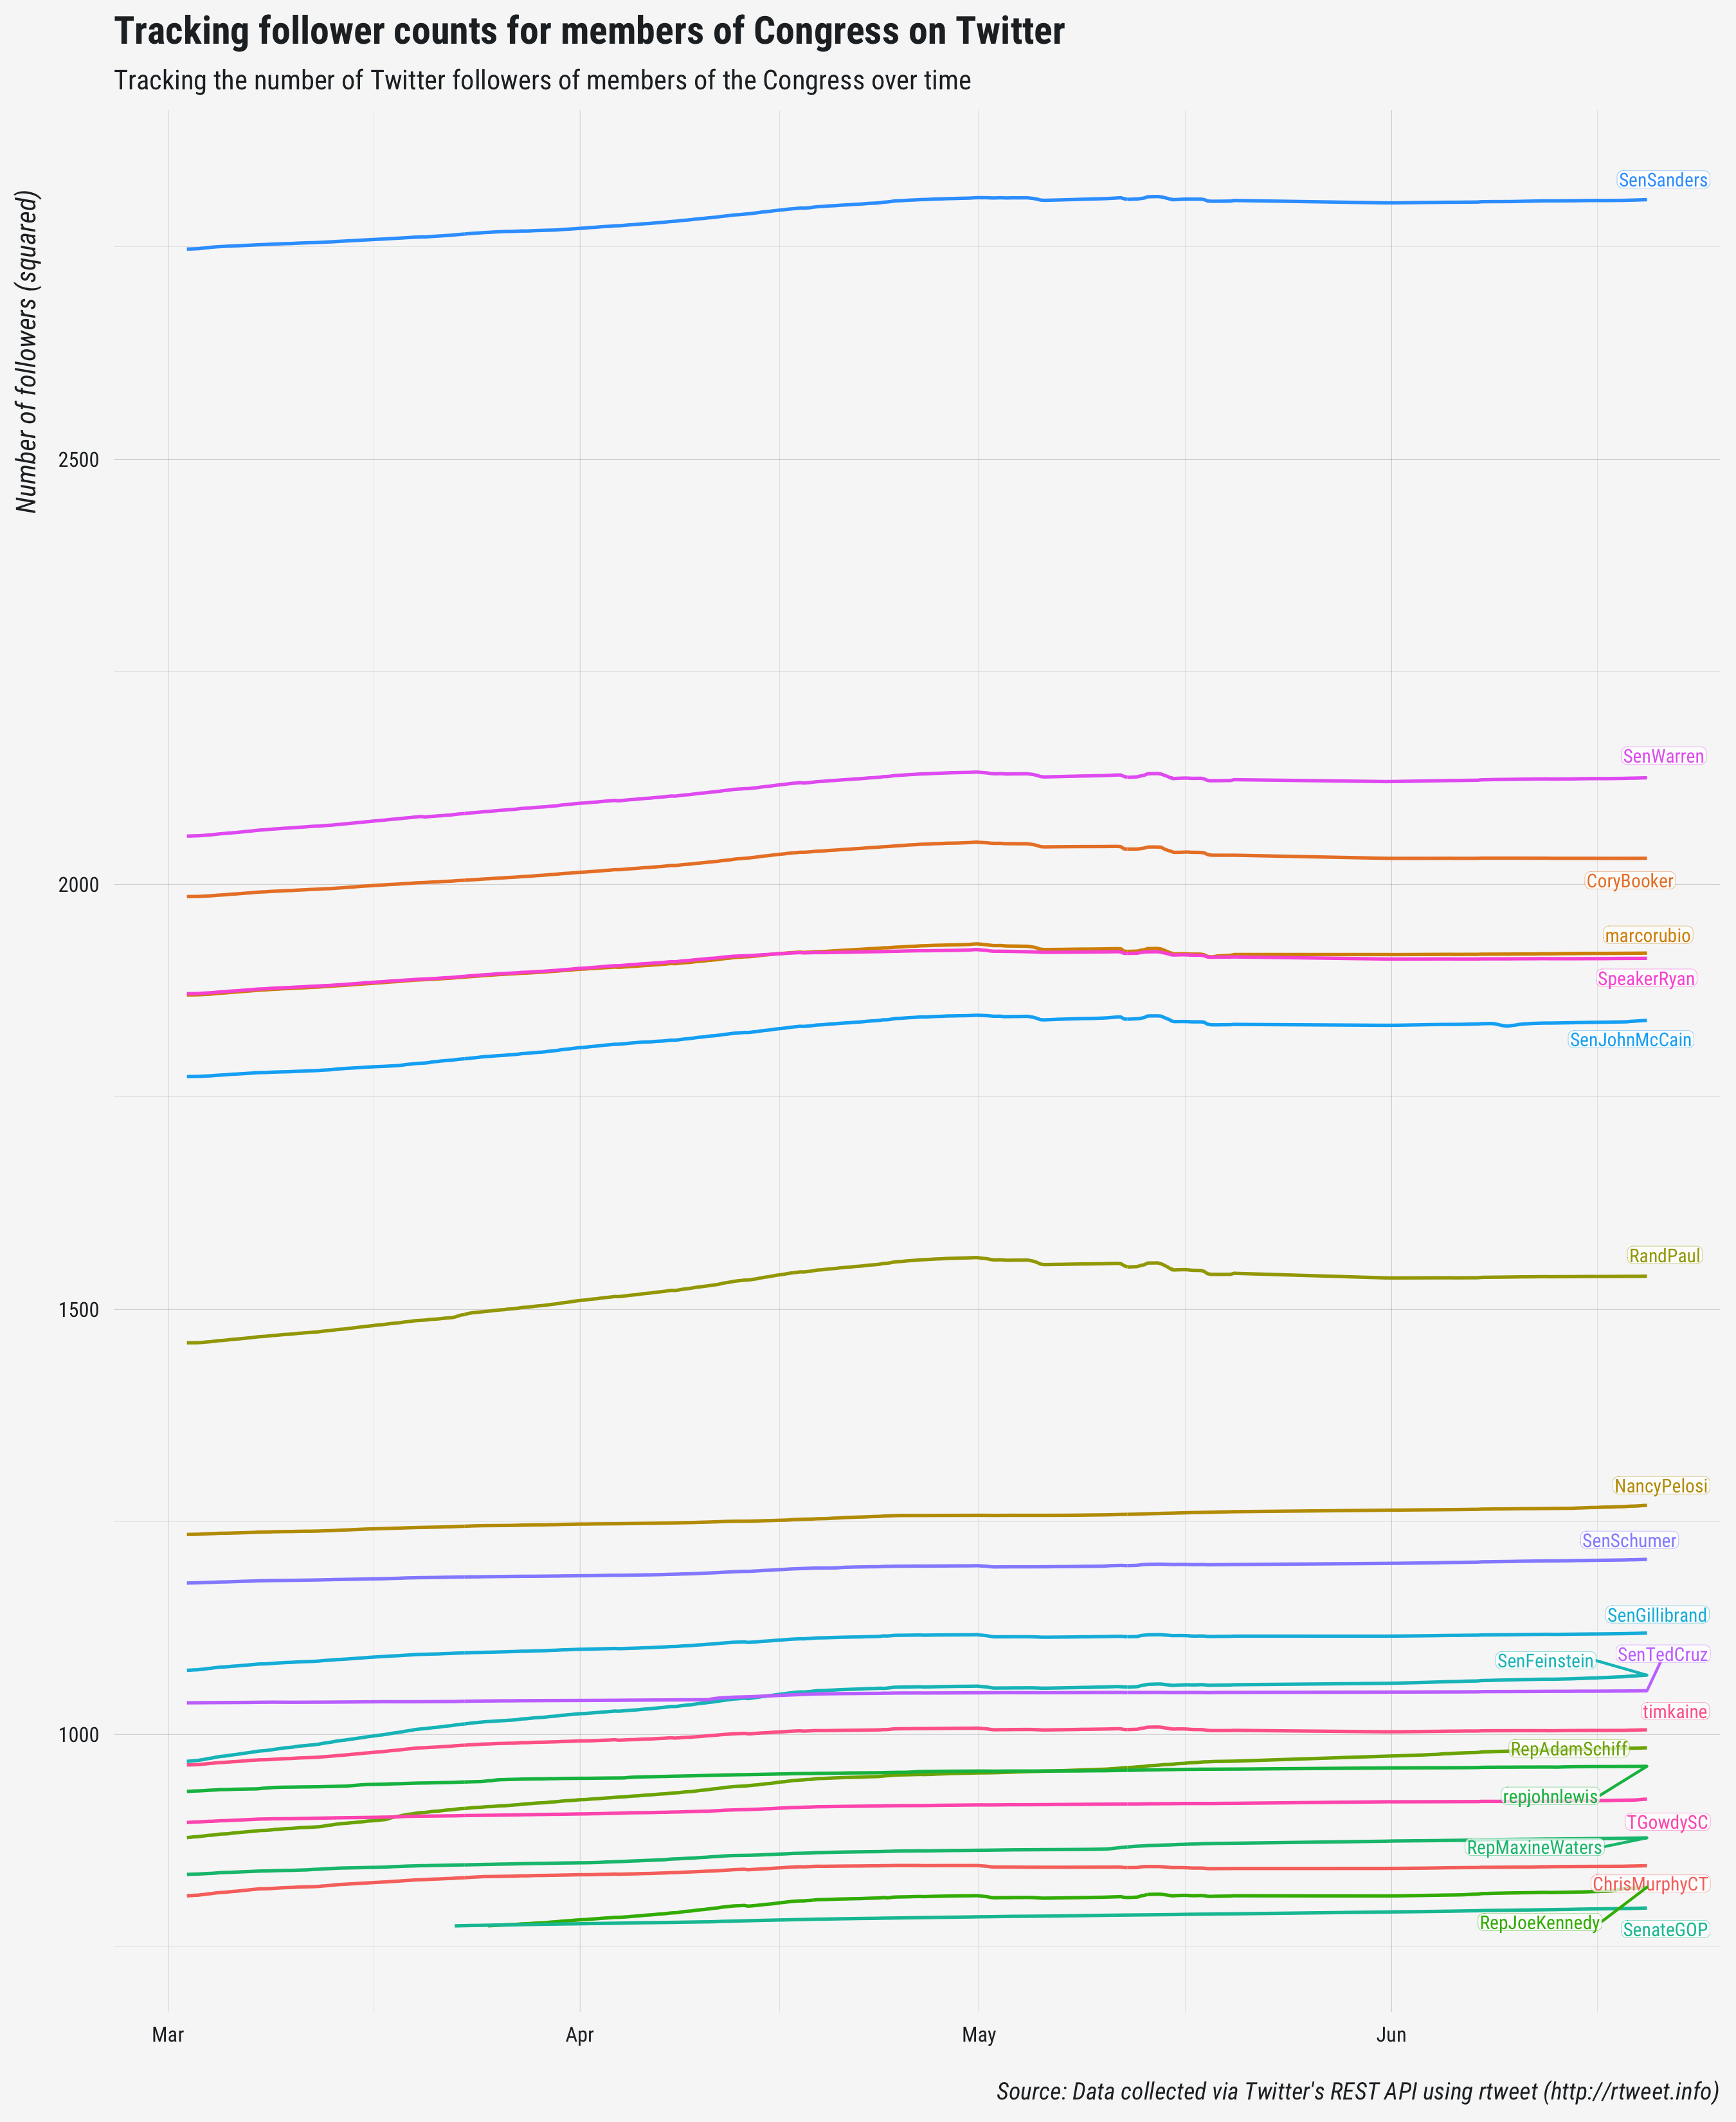 Tracking follower counts for members of Congress on Twitter
Tracking the number of Twitter followers of members of the Congress over time
Number of followers (squared)
SenSanders
2500
SenWarren
2000
CoryBooker
marcorubio
SpeakerRyan
SenJohnMcCain
RandPaul
1500
NancyPelosi
SenSchumer
SenGillibrand
SenTedCruz
SenFeinstein
timkaine
1000
RepAdamSchiff
repjohnlewis
TGowdySC
RepMaxineWaters
ChrisMurphyCT
RepJoeKennedy
SenateGOP
Mar
Apr
May
Jun
Source: Data collected via Twitter's REST API using rtweet (http://rtweet.info)